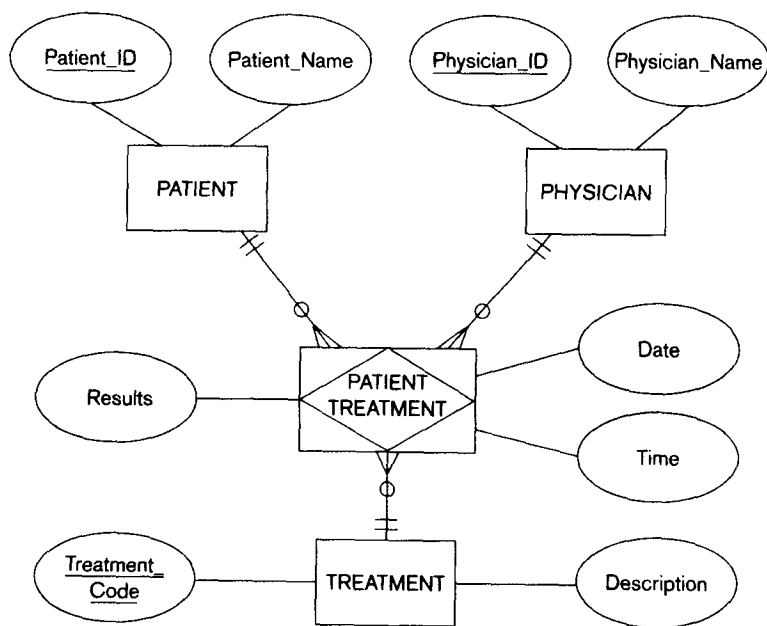 Patient_ID
Patient_Name
Physician_ID
Physician_Name
PATIENT
PHYSICIAN
Results
PATIENT
TREATMENT
Date
Time
Treatment_
Code
TREATMENT
Description